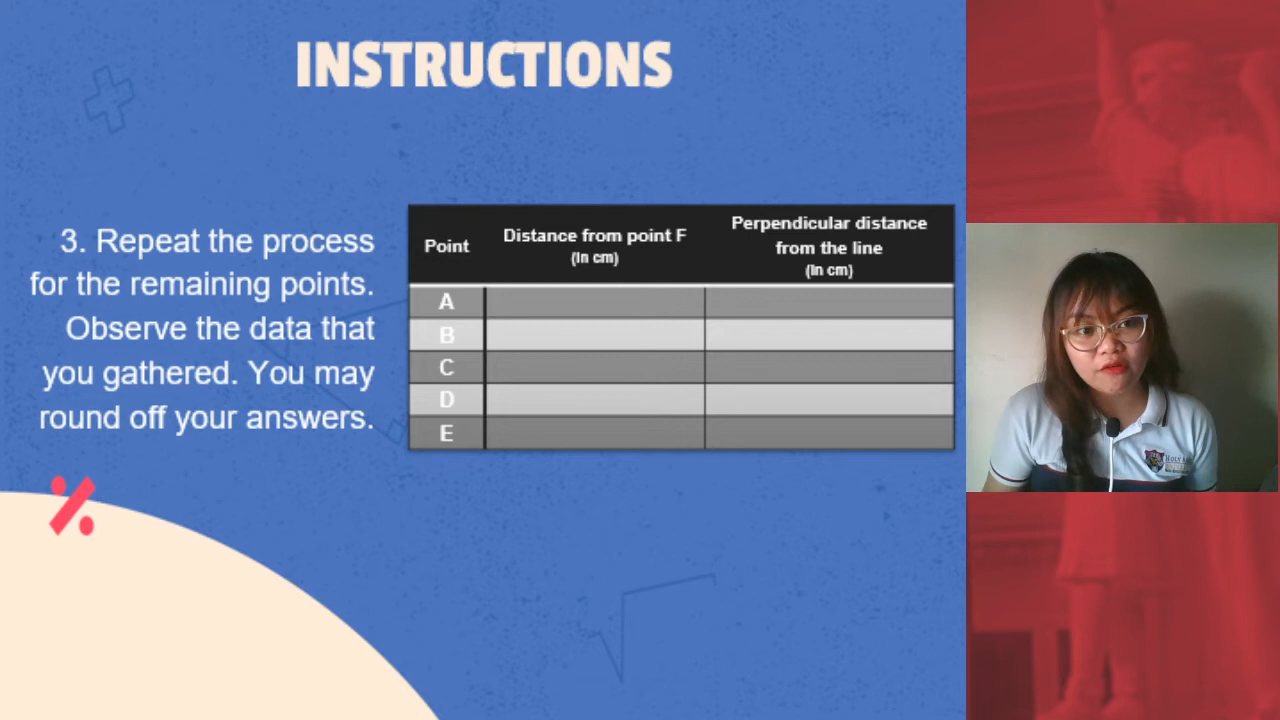 INSTRUCTIONS
3. Repeat the process
for the remaining points.
Observe the data that
you gathered. You may
round off your answers.
Point
Distance from point F
(in cm)
Perpendicular distance
from the line
(in cm)
A
B
C
D
E